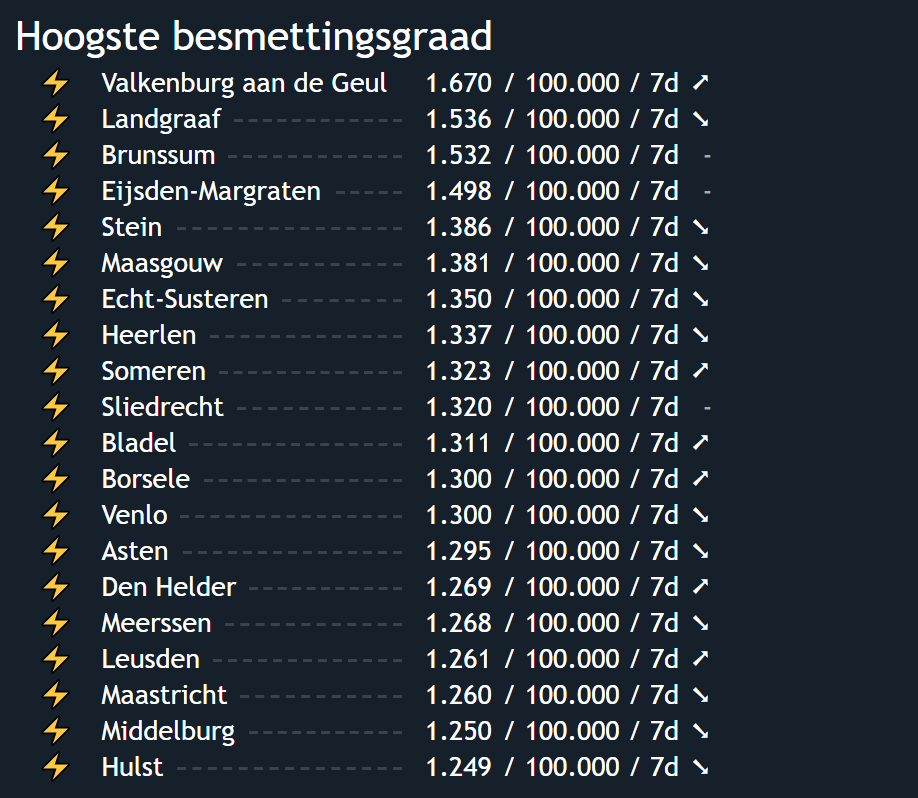 Hoogste besmettingsgraad
⚡ Valkenburg aan de Geul 1.670 / 100.000 / 7d ➚
⚡ Landgraaf ------------ 1.536 / 100.000 / 7d ➘
⚡ Brunssum ------------ 1.532 / 100.000 / 7d -
⚡ Eijsden-Margraten ----- 1.498 / 100.000 / 7d -
⚡ Stein ---------------- 1.386 / 100.000 / 7d ➘
⚡ Maasgouw ------------ 1.381 / 100.000 / 7d ➘
⚡ Echt-Susteren --------- 1.350 / 100.000 / 7d ➘
⚡ Heerlen -------------- 1.337 / 100.000 / 7d ➘
⚡ Someren ------------- 1.323 / 100.000 / 7d ➚
⚡ Sliedrecht ------------ 1.320 / 100.000 / 7d -
⚡ Bladel --------------- 1.311 / 100.000 / 7d ➚
⚡ Borsele -------------- 1.300 / 100.000 / 7d ➚
⚡ Venlo ---------------- 1.300 / 100.000 / 7d ➘
⚡ Asten ---------------- 1.295 / 100.000 / 7d ➘
⚡ Den Helder ----------- 1.269 / 100.000 / 7d ➚
⚡ Meerssen ------------- 1.268 / 100.000 / 7d ➘
⚡ Leusden -------------- 1.261 / 100.000 / 7d ➚
⚡ Maastricht ------------ 1.260 / 100.000 / 7d ➘
⚡ Middelburg ----------- 1.250 / 100.000 / 7d ➘
⚡ Hulst ---------------- 1.249 / 100.000 / 7d ➘